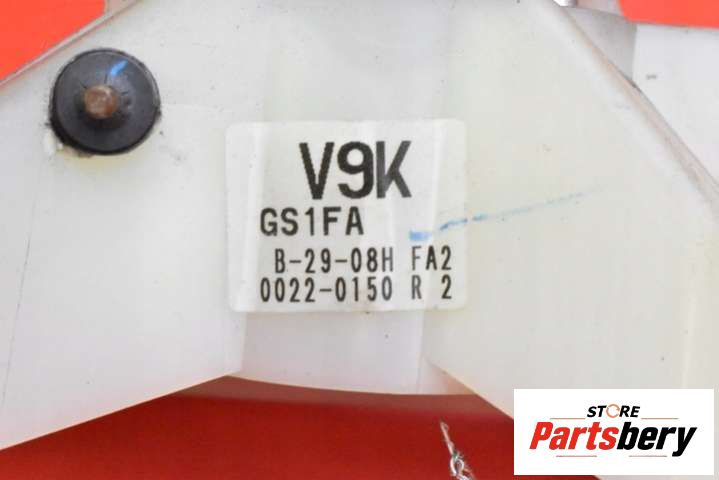 V9K
GS1FA
B-29-08H FA2
0022-0150 R 2
STORE
Partsbery